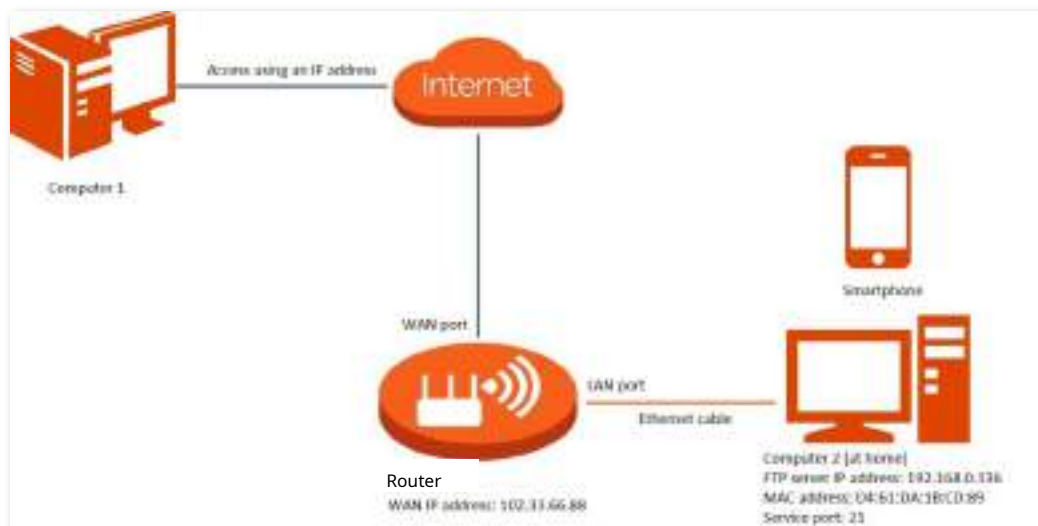 Access using an IP address
Internet
Computer 1
Smartphone
WAN port
LAN port
Ethernet cable
Router
WAN IP address: 102.33.66.88
Computer 2 (at home)
FTP server IP address: 192.168.0.136
MAC address: D4:61:DA:1B:CD:89
Service port: 21